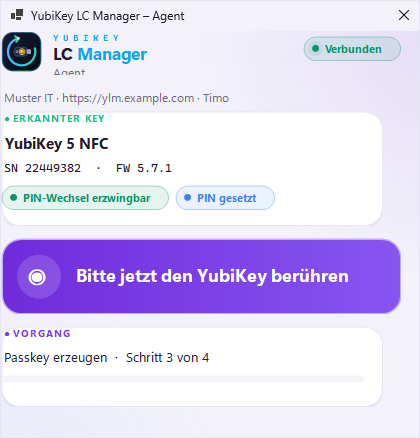 YubiKey LC Manager – Agent
YUBIKEY
LC Manager
Agent
Verbunden
Muster IT · https://ylm.example.com · Timo
• ERKANNTER KEY
YubiKey 5 NFC
SN 22449382 · FW 5.7.1
PIN-Wechsel erzwingbar
PIN gesetzt
Bitte jetzt den YubiKey berühren
• VORGANG
Passkey erzeugen · Schritt 3 von 4